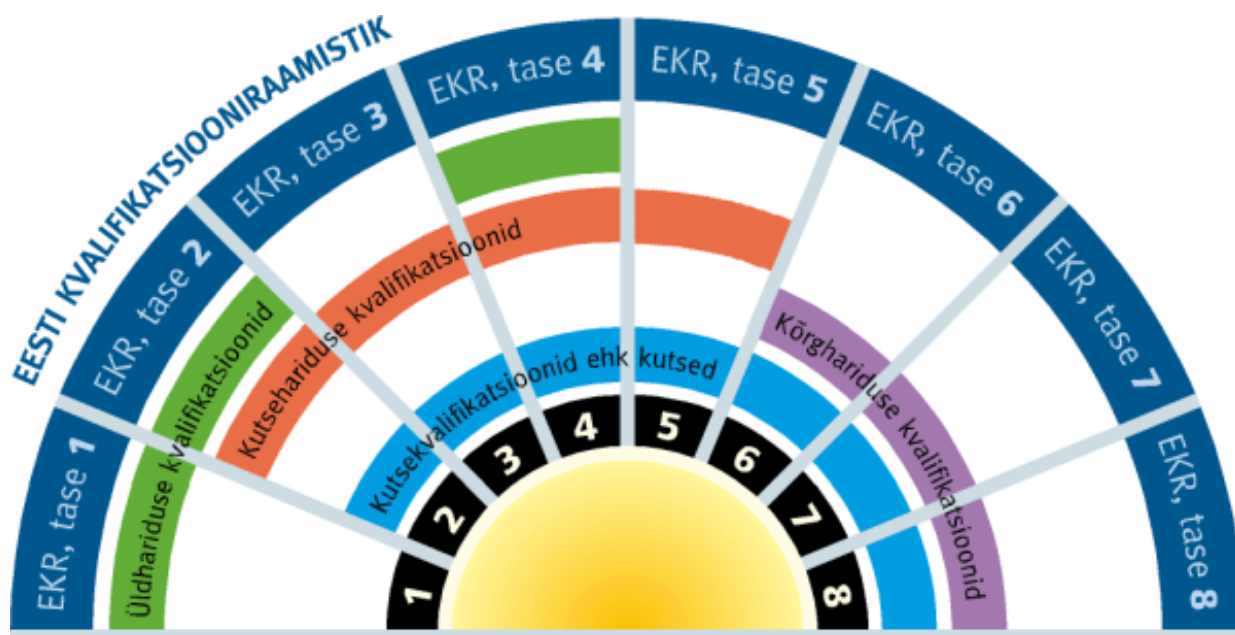 EESTI KVALIFIKATSIOONIRAAMISTIK
EKR, tase 1
EKR, tase 2
EKR, tase 3
EKR, tase 4
EKR, tase 5
EKR, tase 6
EKR, tase 7
EKR, tase 8
Üldhariduse kvalifikatsioonid
Kutsehariduse kvalifikatsioonid
Kutsekvalifikatsioonid ehk kutsed
Kõrghariduse kvalifikatsioonid
1
2
3
4
5
6
7
8